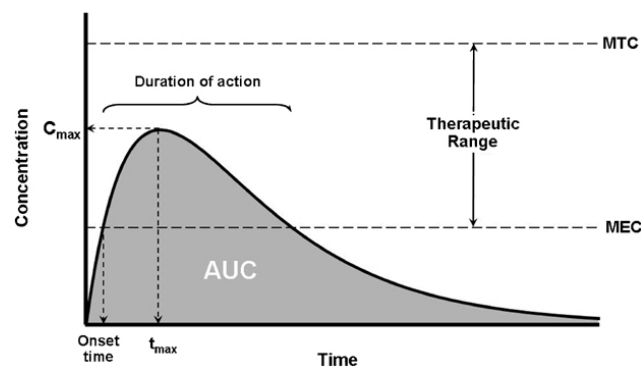 MTC
Duration of action
Cmax
Therapeutic
Range
Concentration
MEC
AUC
Onset
time
tmax
Time